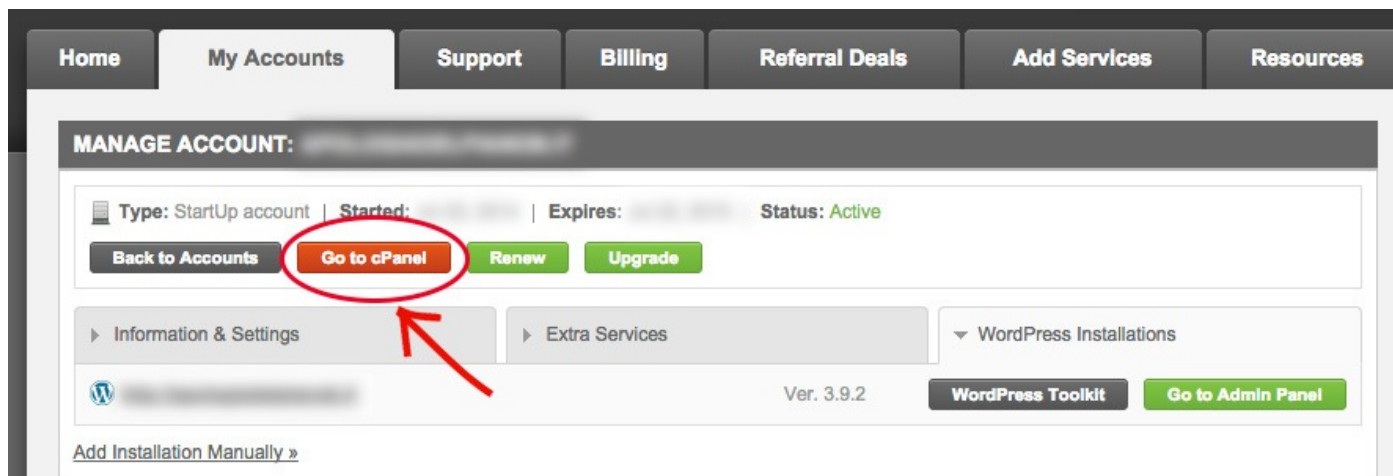 Home My Accounts Support Billing Referral Deals Add Services Resources
MANAGE ACCOUNT:
Type: StartUp account | Started: | Expires: | Status: Active
Back to Accounts Go to cPanel Renew Upgrade
Information & Settings Extra Services WordPress Installations
Ver. 3.9.2 WordPress Toolkit Go to Admin Panel
Add Installation Manually »